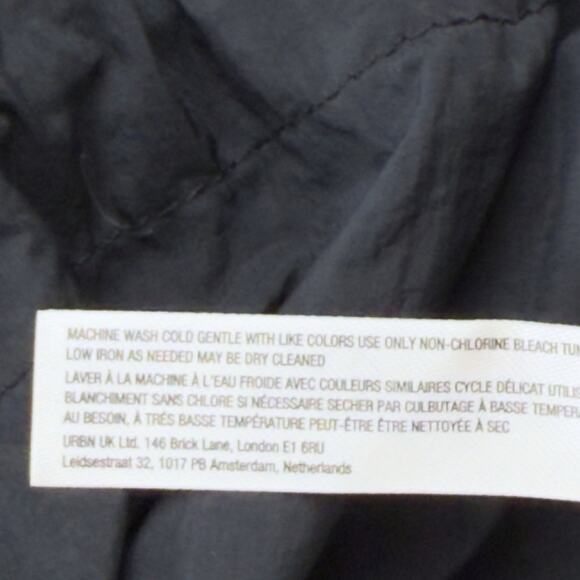 MACHINE WASH COLD GENTLE WITH LIKE COLORS USE ONLY NON-CHLORINE BLEACH
LOW IRON AS NEEDED MAY BE DRY CLEANED
LAVER À LA MACHINE À L'EAU FROIDE AVEC COULEURS SIMILAIRES CYCLE DÉLICAT
BLANCHIMENT SANS CHLORE SI NÉCESSAIRE SECHER PAR CULBUTAGE À BASSE
AU BESOIN, À TRÉS BASSE TEMPÉRATURE PEUT-ÊTRE ÊTRE NETTOYÉE À SEC
URBN UK Ltd. 146 Brick Lane, London E1 6RU
Leidsestraat 32, 1017 PB Amsterdam, Netherlands